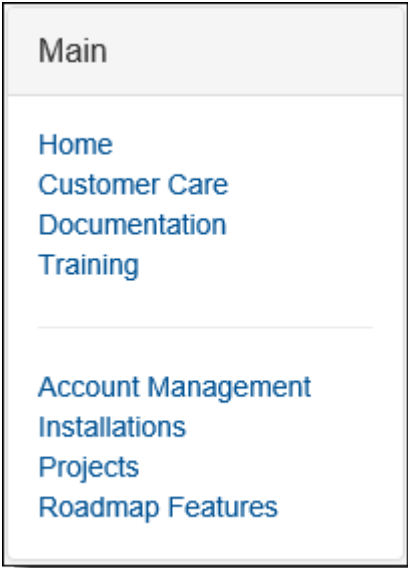 Main
Home
Customer Care
Documentation
Training
Account Management
Installations
Projects
Roadmap Features